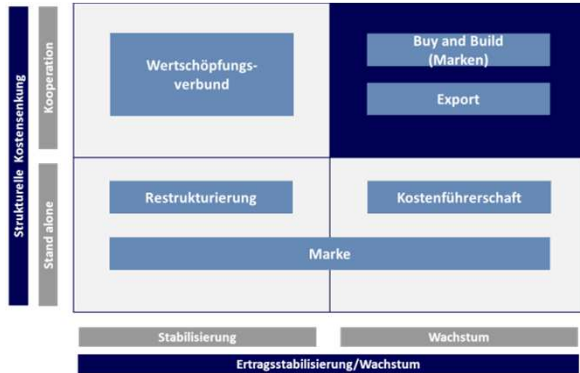 Strukturelle Kostensenkung
Kooperation
Wertschöpfungs-
verbund
Buy and Build
(Marken)
Export
Stand alone
Restrukturierung
Kostenführerschaft
Marke
Stabilisierung
Wachstum
Ertragsstabilisierung/Wachstum